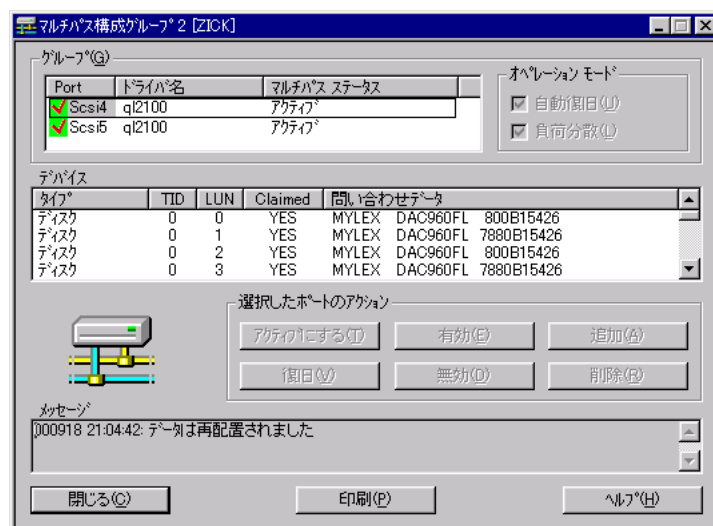 マルチパス構成グループ2 [ZICK]
グループ(G)
Port ドライバ名 マルチパス ステータス
Scsi4 ql2100 アクティブ
Scsi5 ql2100 アクティブ
オペレーション モード
自動復旧(U)
負荷分散(L)
デバイス
タイプ TID LUN Claimed 問い合わせデータ
ディスク 0 0 YES MYLEX DAC960FL 800B15426
ディスク 0 1 YES MYLEX DAC960FL 7880B15426
ディスク 0 2 YES MYLEX DAC960FL 800B15426
ディスク 0 3 YES MYLEX DAC960FL 7880B15426
選択したポートのアクション
アクティブにする(T) 有効(E) 追加(A)
復旧(V) 無効(D) 削除(R)
メッセージ
000918 21:04:42: データは再配置されました
閉じる(C) 印刷(P) ヘルプ(H)